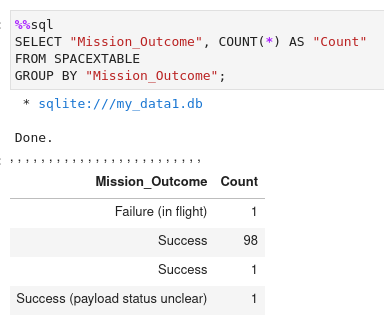 %%sql
SELECT "Mission_Outcome", COUNT(*) AS "Count"
FROM SPACEXTABLE
GROUP BY "Mission_Outcome";
* sqlite:///my_data1.db
Done.
,,,,,,,,,,,,,,,,,,,,,,,,,
Mission_Outcome Count
Failure (in flight) 1
Success 98
Success 1
Success (payload status unclear) 1